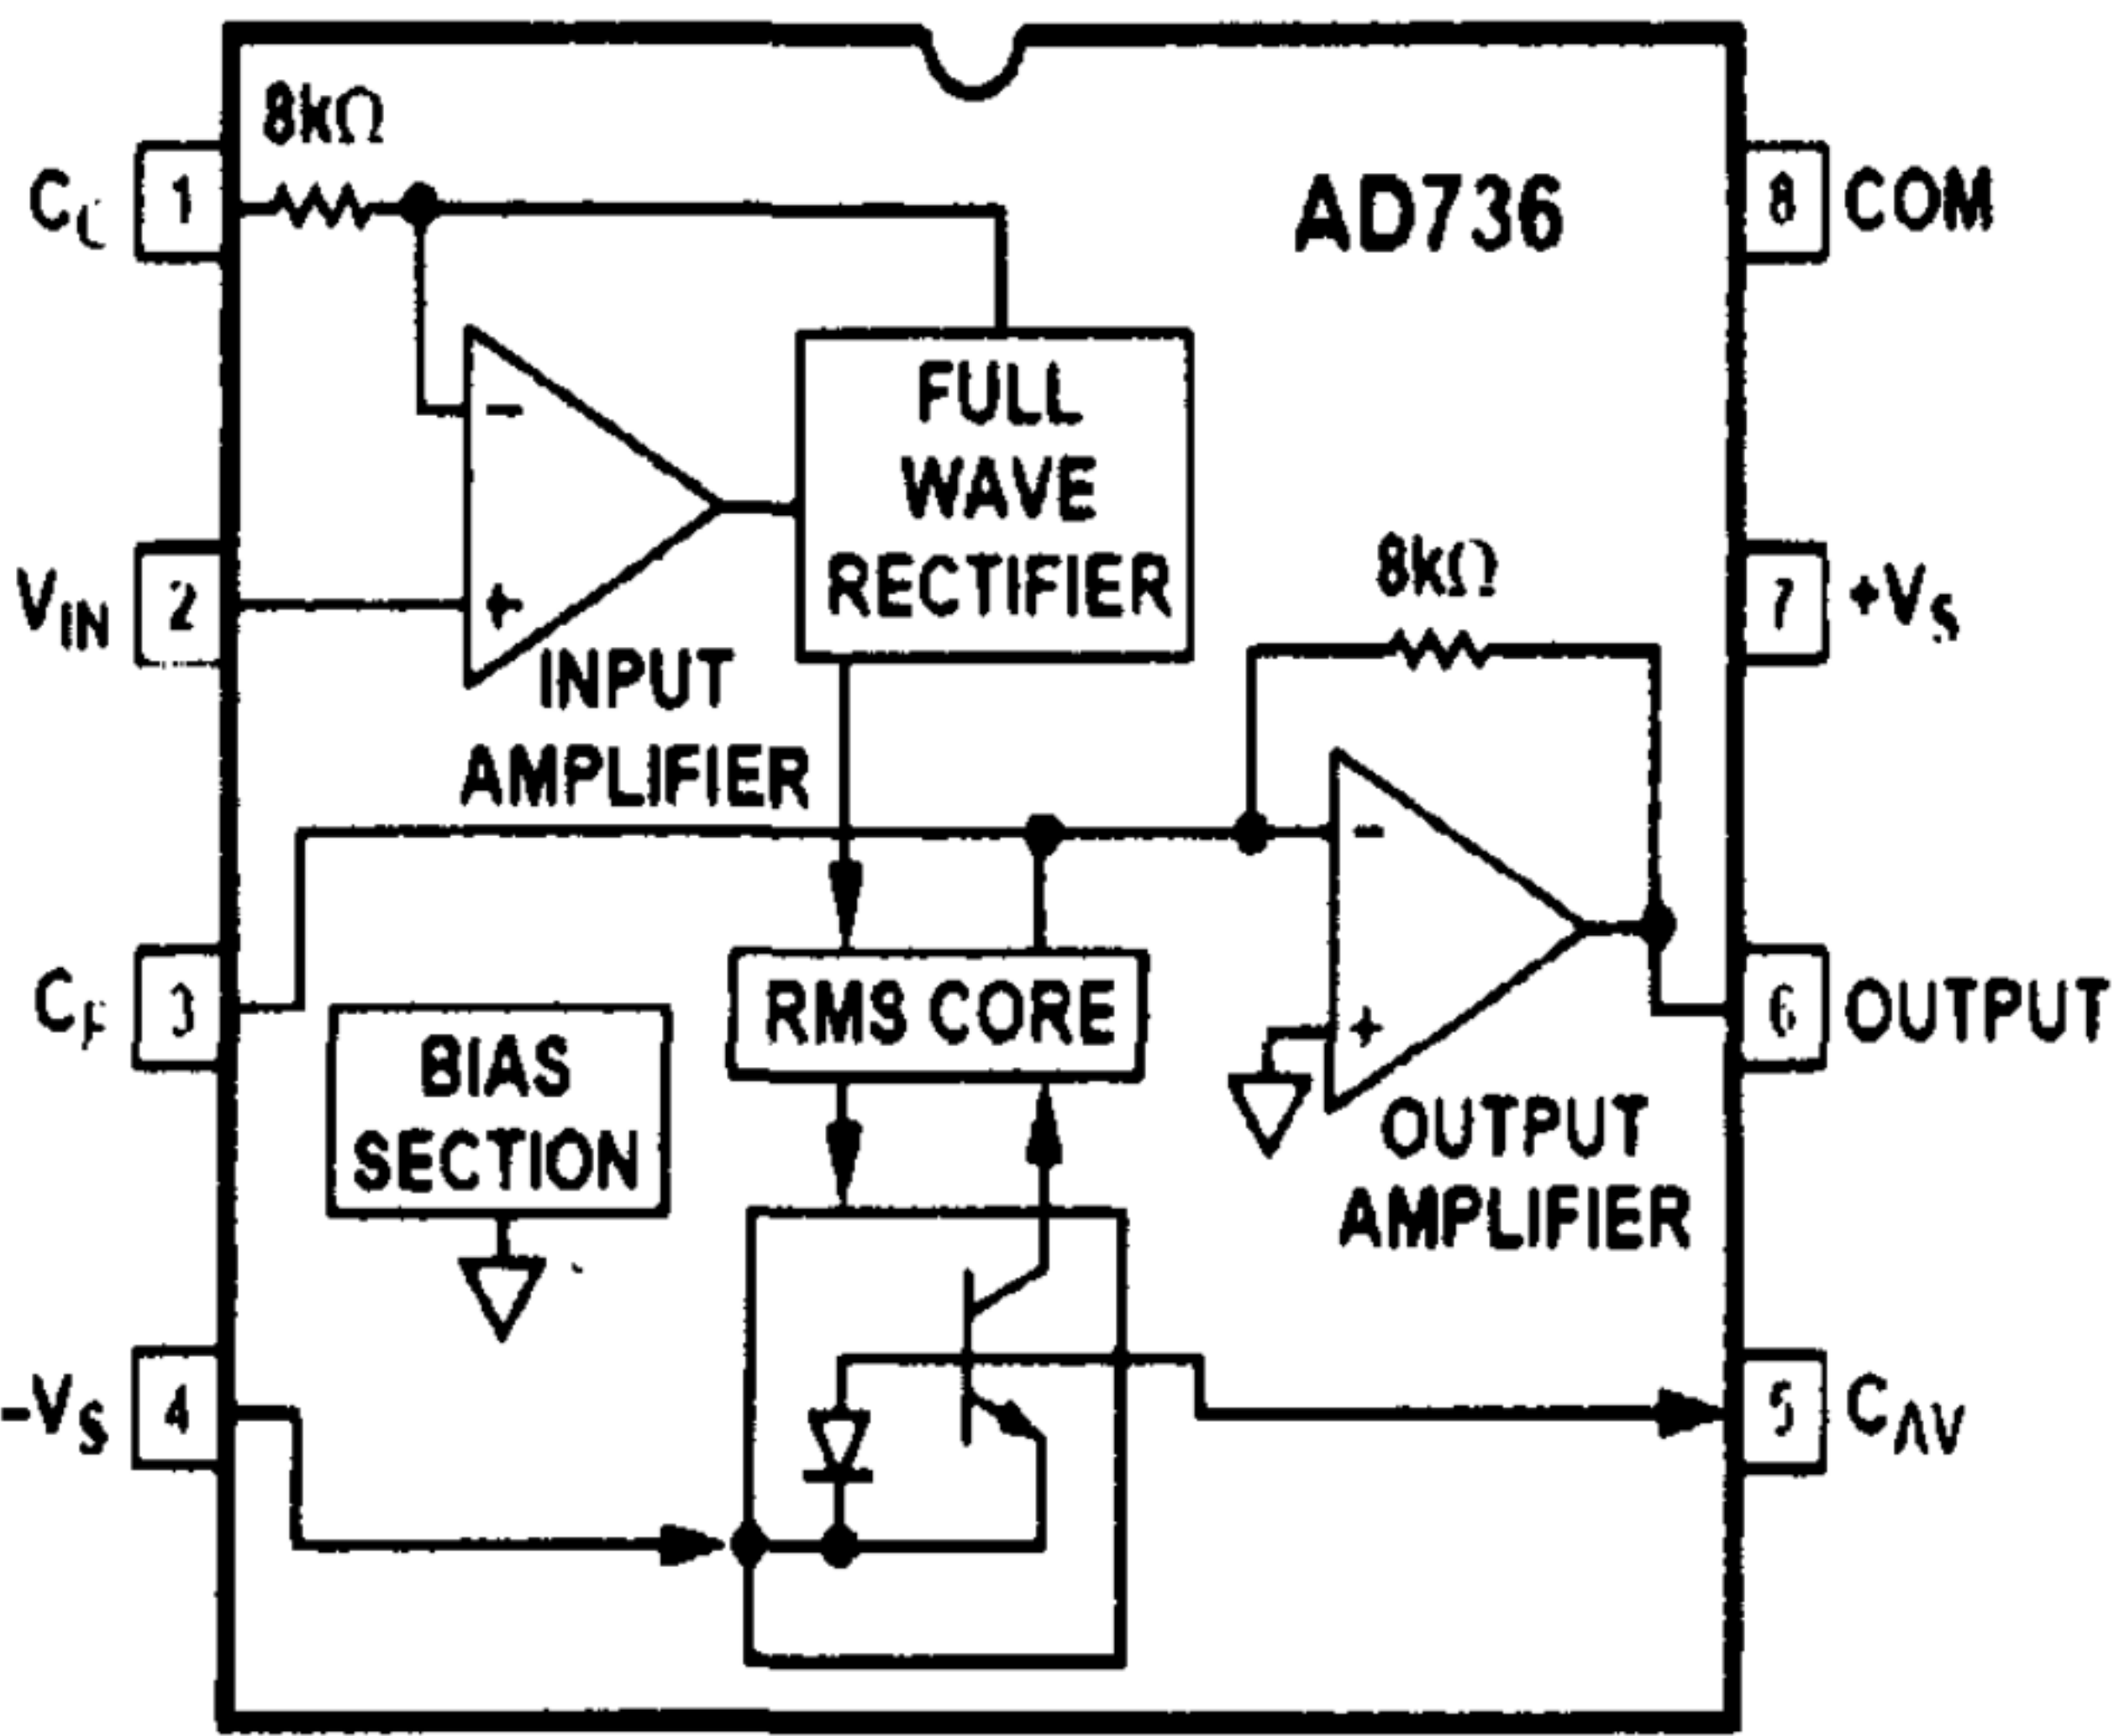 8kΩ
C_C 1
AD736
8 COM
FULL
WAVE
RECTIFIER
-
+
V_IN 2
8kΩ
7 +V_S
INPUT
AMPLIFIER
-
+
C_F 3
BIAS
SECTION
RMS CORE
6 OUTPUT
OUTPUT
AMPLIFIER
-V_S 4
5 C_AV